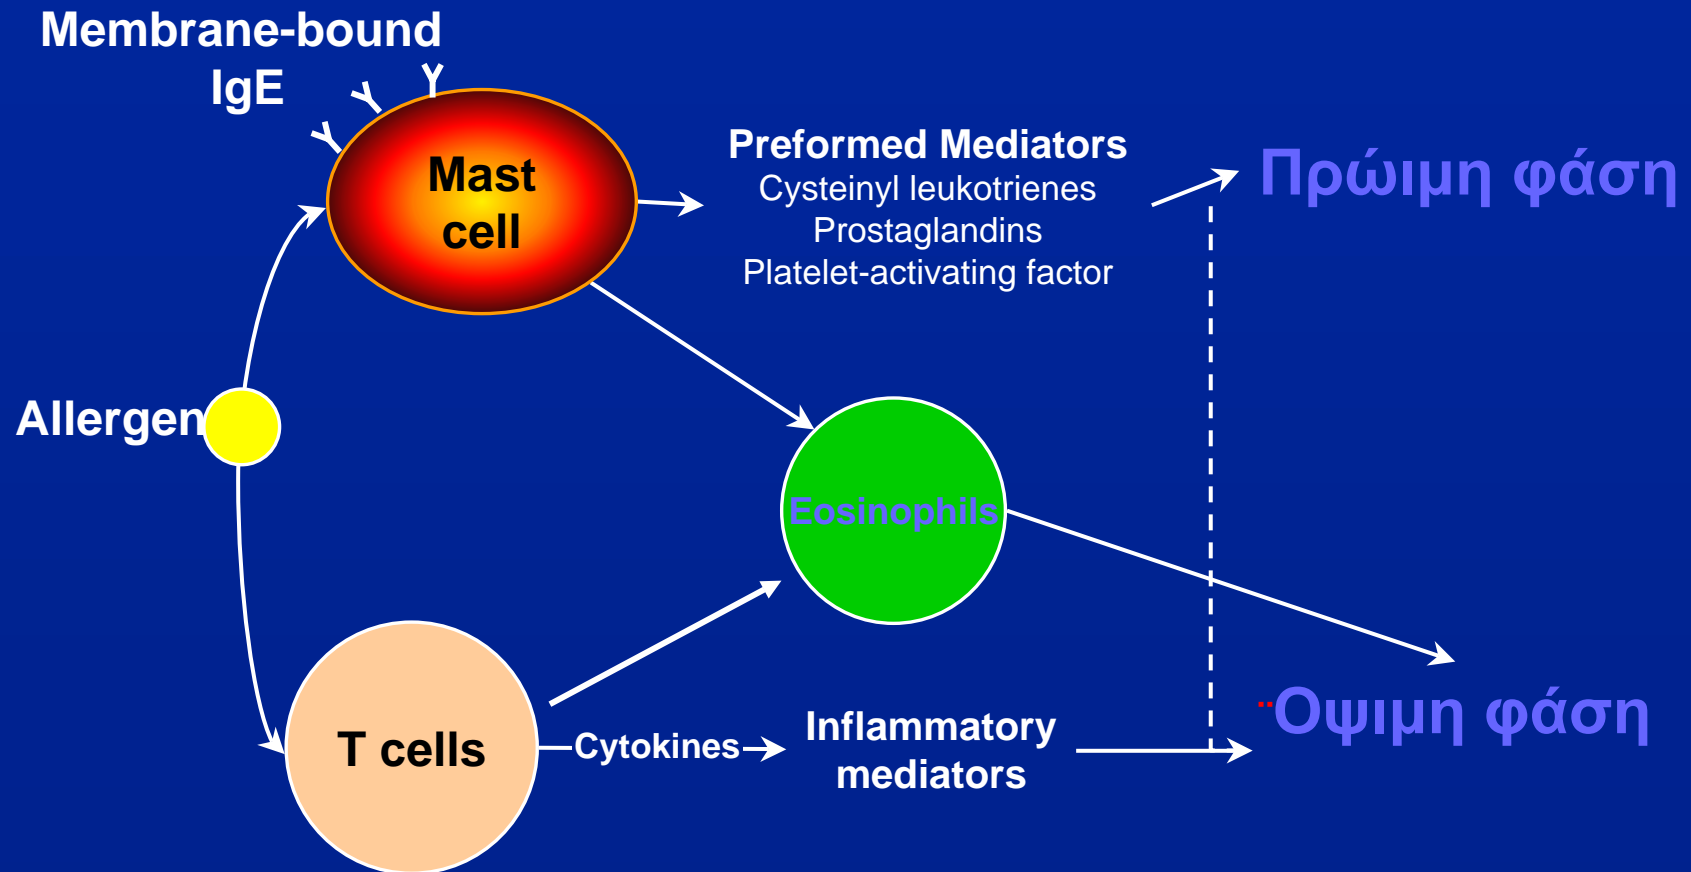 Membrane-bound
IgE
Mast
cell
Preformed Mediators
Cysteinyl leukotrienes
Prostaglandins
Platelet-activating factor
Πρώιμη φάση
Allergen
Eosinophils
T cells
Cytokines
Inflammatory
mediators
¨Οψιμη φάση